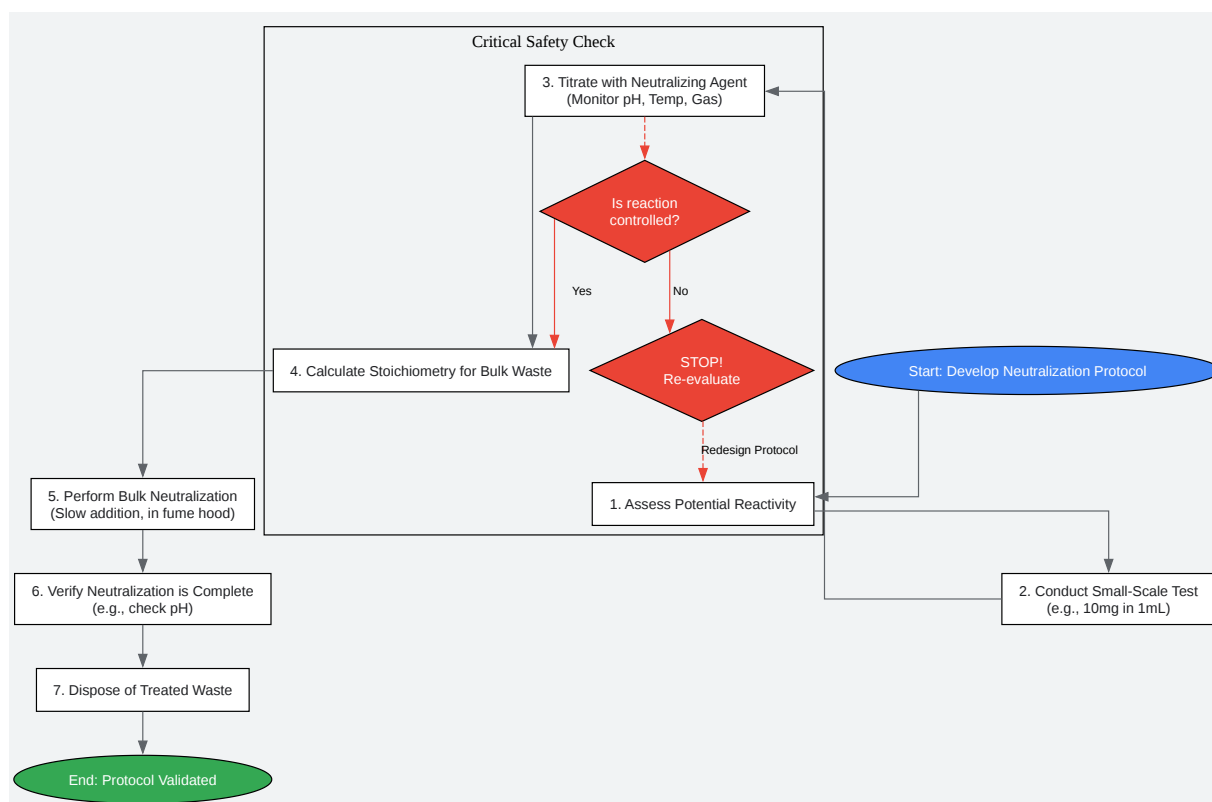 Critical Safety Check
3. Titrate with Neutralizing Agent
(Monitor pH, Temp, Gas)
Is reaction
controlled?
Yes
No
STOP!
Re-evaluate
4. Calculate Stoichiometry for Bulk Waste
Start: Develop Neutralization Protocol
Redesign Protocol
1. Assess Potential Reactivity
5. Perform Bulk Neutralization
(Slow addition, in fume hood)
2. Conduct Small-Scale Test
(e.g., 10mg in 1mL)
6. Verify Neutralization is Complete
(e.g., check pH)
7. Dispose of Treated Waste
End: Protocol Validated